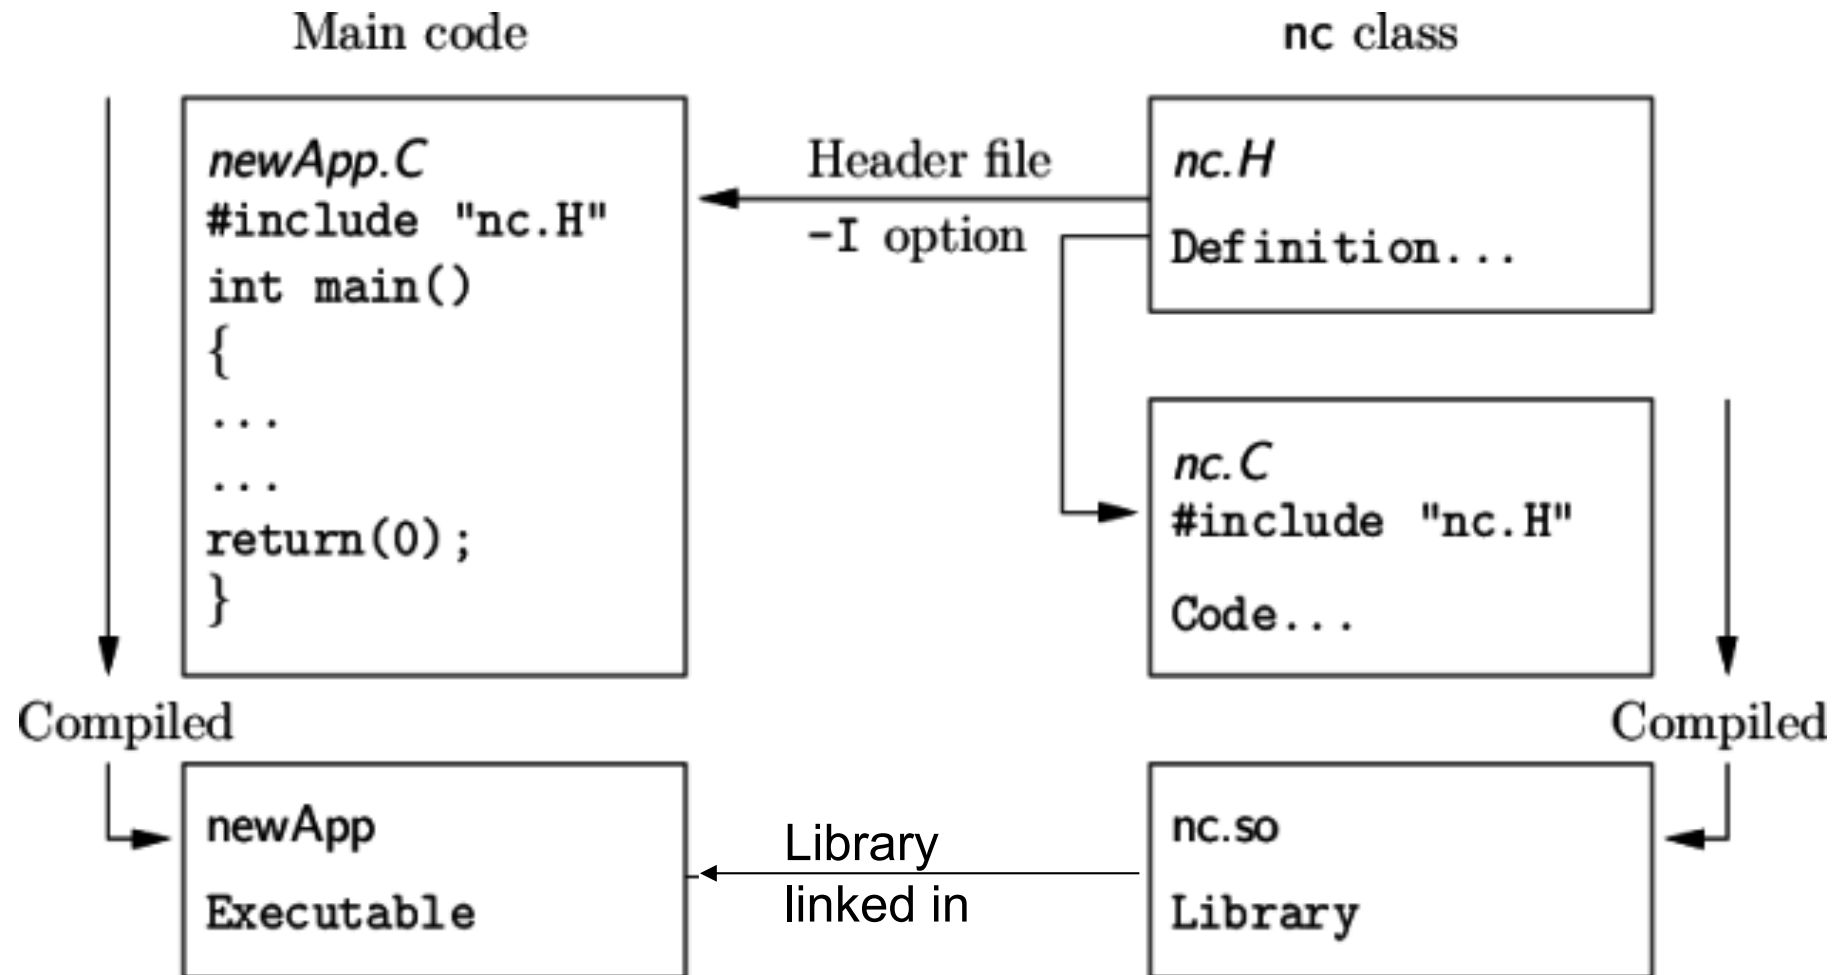 Main code
nc class
newApp.C
#include "nc.H"
int main()
{
...
...
return(0);
}
Header file
-I option
nc.H
Definition...
nc.C
#include "nc.H"
Code...
Compiled
Compiled
newApp
Executable
Library
linked in
nc.so
Library